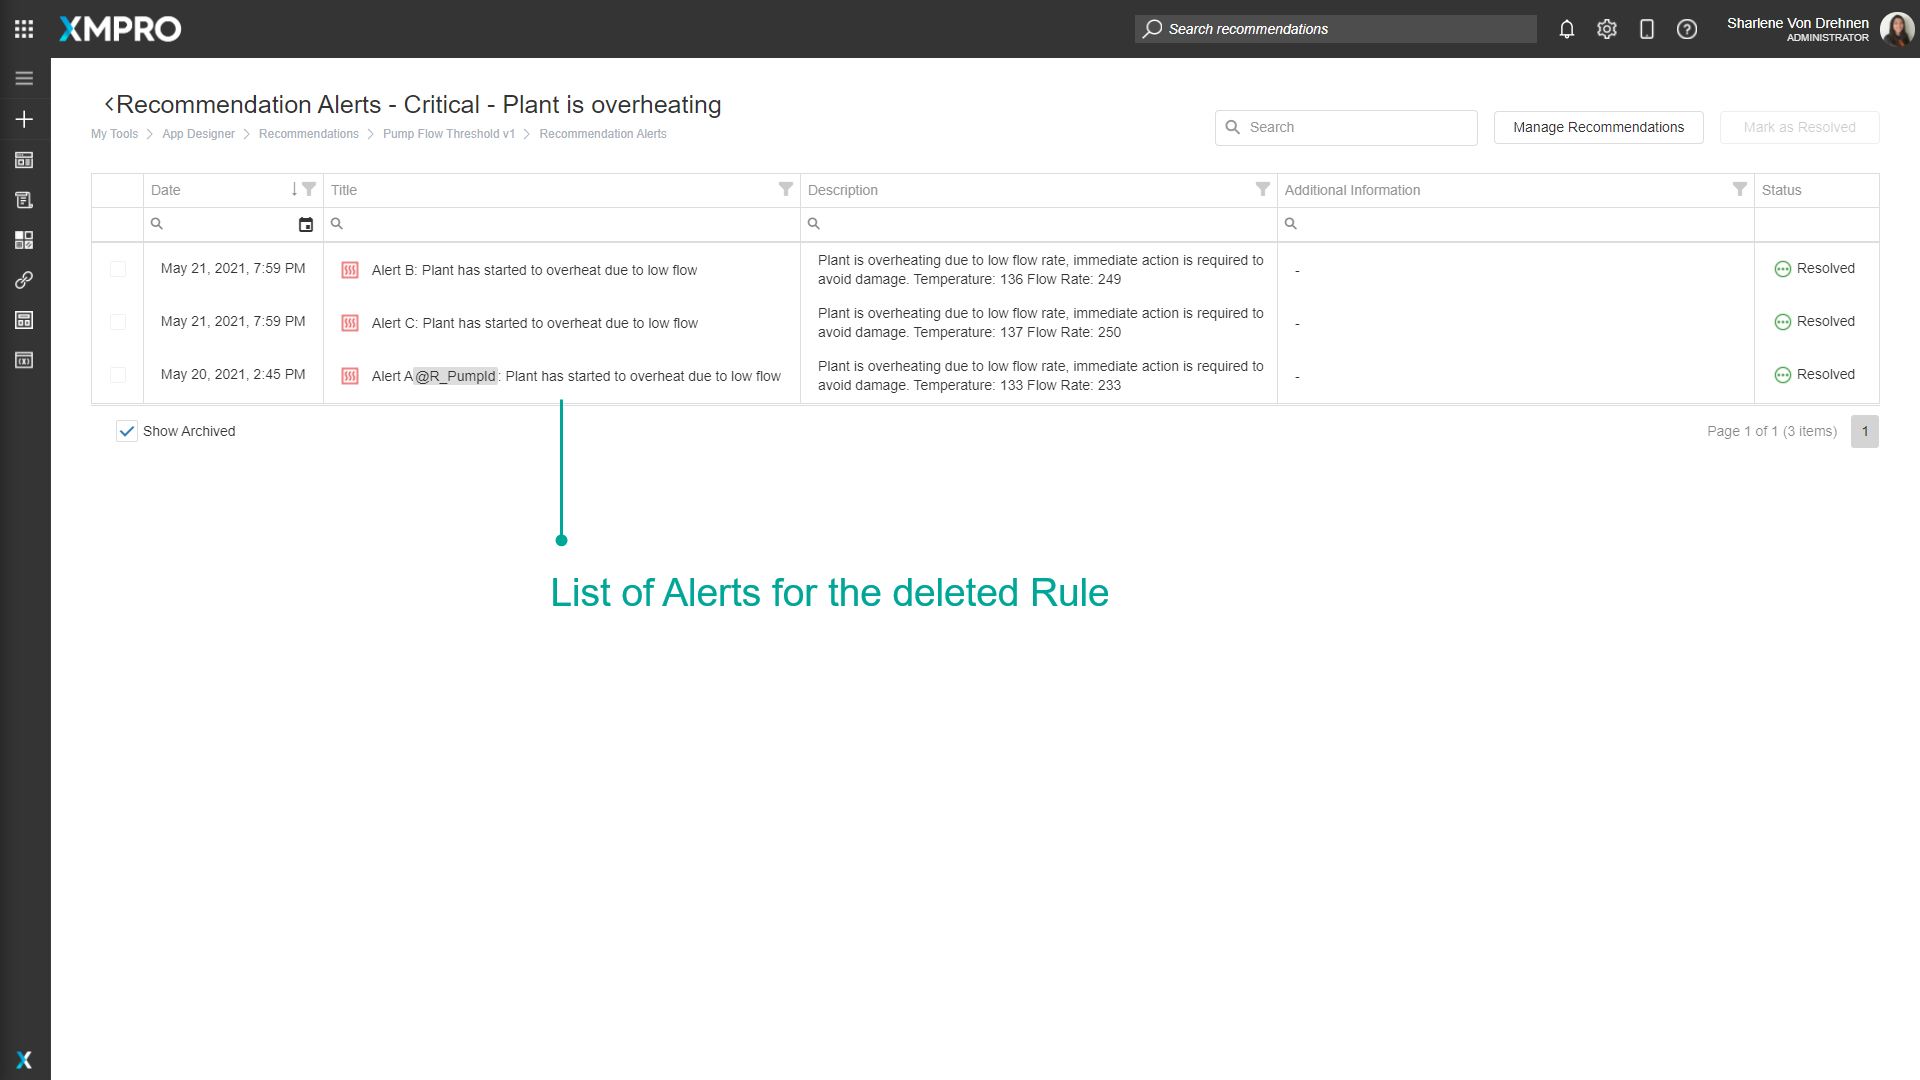 XMPRO
Search recommendations
Sharlene Von Drehnen
ADMINISTRATOR
Recommendation Alerts - Critical - Plant is overheating
My Tools > App Designer > Recommendations > Pump Flow Threshold v1 > Recommendation Alerts
Search
Manage Recommendations
Mark as Resolved
Date Title Description Additional Information Status
May 21, 2021, 7:59 PM
Alert B: Plant has started to overheat due to low flow
Plant is overheating due to low flow rate, immediate action is required to
avoid damage. Temperature: 136 Flow Rate: 249
-
Resolved
May 21, 2021, 7:59 PM
Alert C: Plant has started to overheat due to low flow
Plant is overheating due to low flow rate, immediate action is required to
avoid damage. Temperature: 137 Flow Rate: 250
-
Resolved
May 20, 2021, 2:45 PM
Alert A@R_PumpId: Plant has started to overheat due to low flow
Plant is overheating due to low flow rate, immediate action is required to
avoid damage. Temperature: 133 Flow Rate: 233
-
Resolved
Show Archived
Page 1 of 1 (3 items) 1
List of Alerts for the deleted Rule